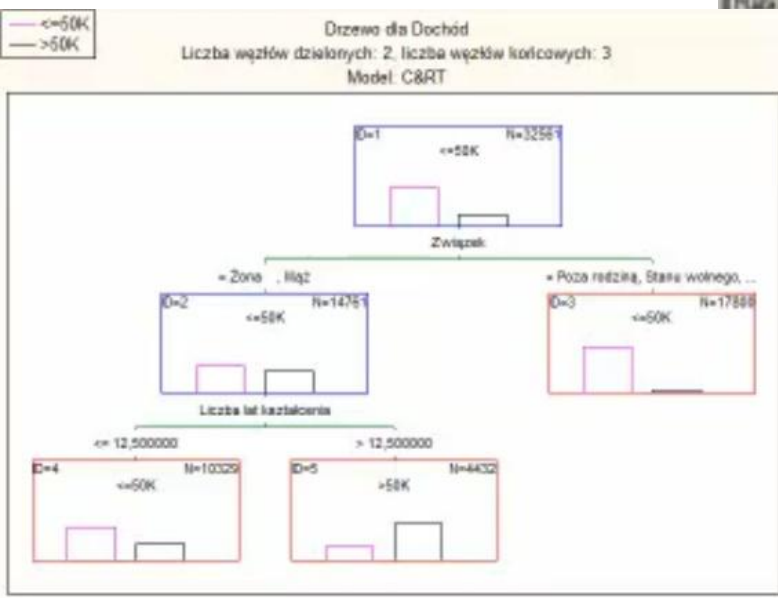 <=50K
>50K
Drzewo dla Dochód
Liczba węzłów dzielonych: 2, liczba węzłów końcowych: 3
Model: C&RT
ID=1 N=32561
<=50K
Związek
= Żona , Mąż
= Poza rodziną, Stanu wolnego, ...
ID=2 N=14761
<=50K
ID=3 N=17800
<=50K
Liczba lat kształcenia
<= 12,500000
> 12,500000
ID=4 N=10329
<=50K
ID=5 N=4432
>50K